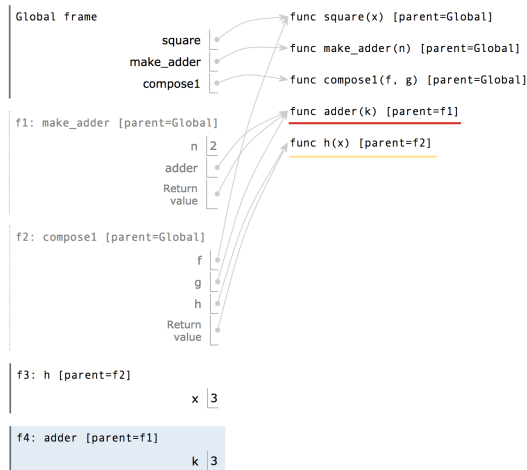 Global frame
func square(x) [parent=Global]
square
func make_adder(n) [parent=Global]
make_adder
func compose1(f, g) [parent=Global]
compose1
func adder(k) [parent=f1]
f1: make_adder [parent=Global]
func h(x) [parent=f2]
n 2
adder
Return
value
f2: compose1 [parent=Global]
f
g
h
Return
value
f3: h [parent=f2]
x 3
f4: adder [parent=f1]
k 3